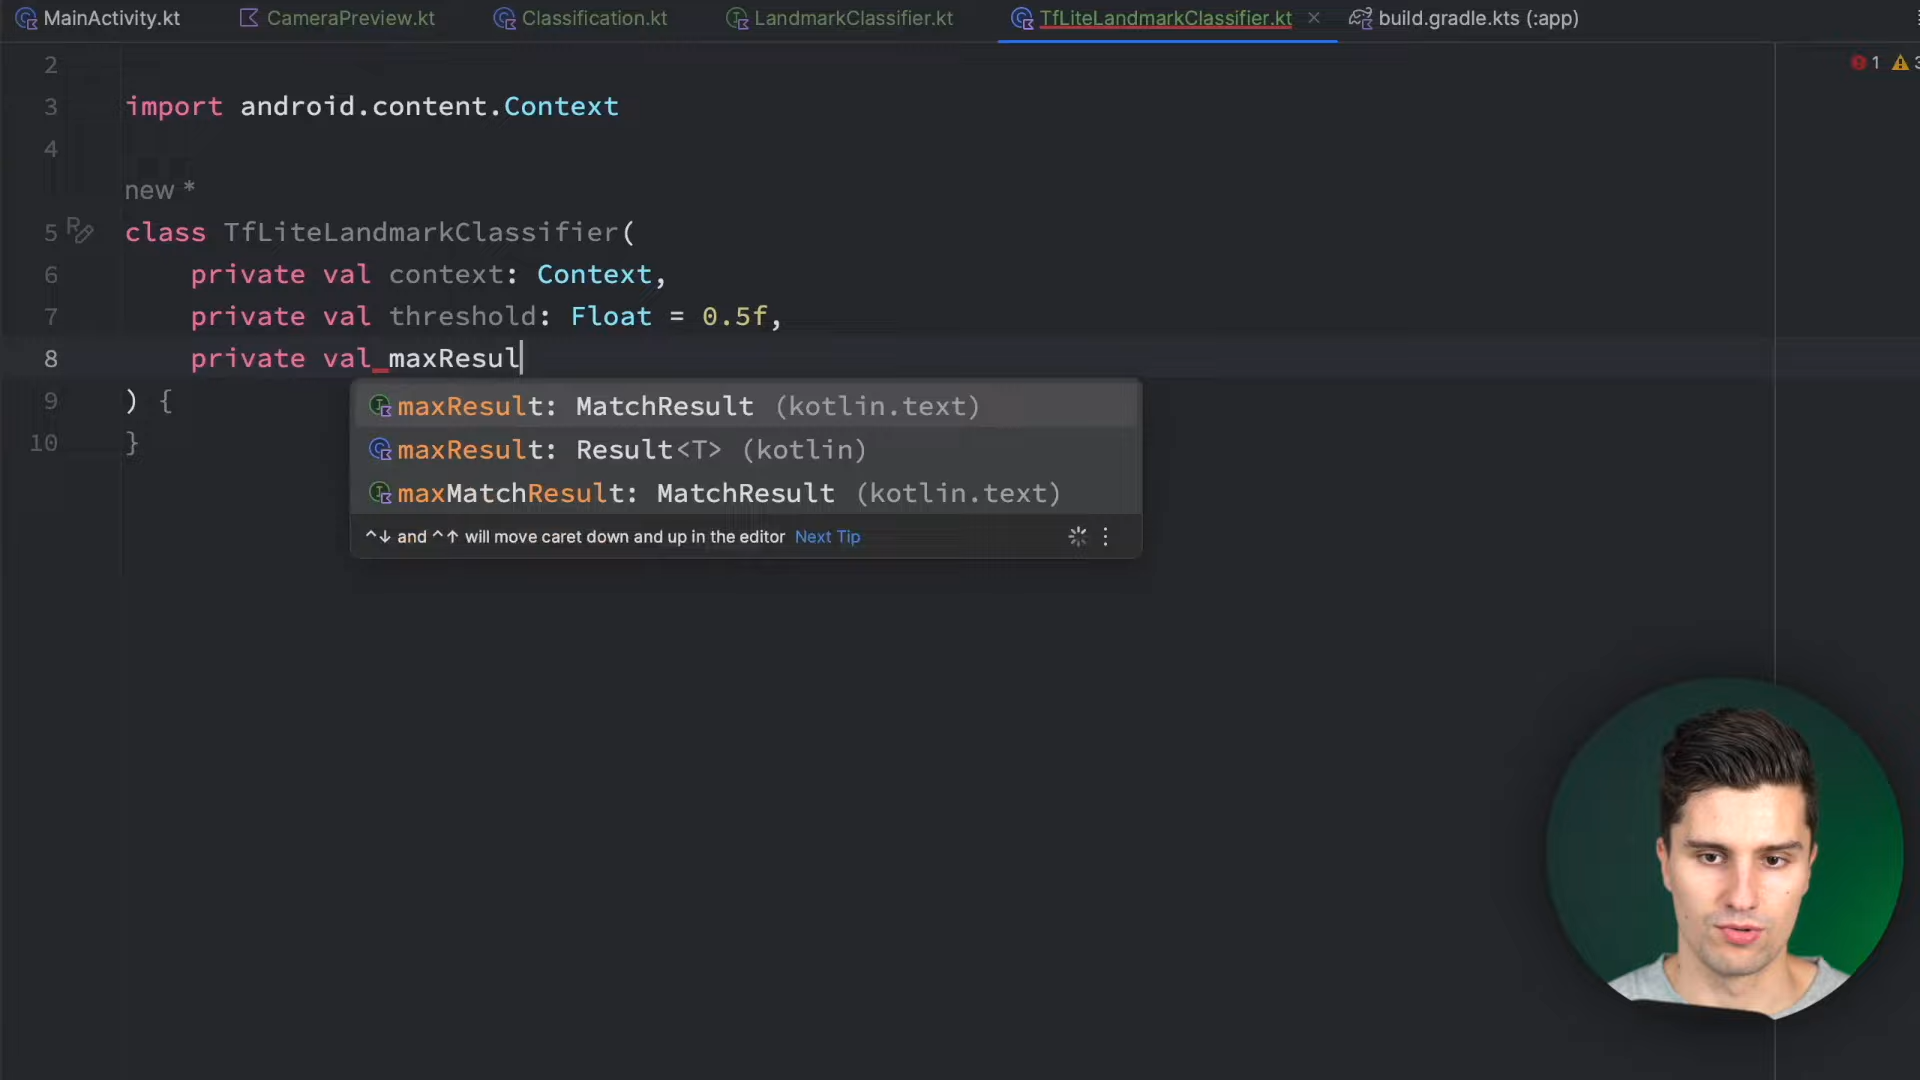 MainActivity.kt CameraPreview.kt Classification.kt LandmarkClassifier.kt TfLiteLandmarkClassifier.kt × build.gradle.kts (:app)
1 3
2
3 import android.content.Context
4
new *
5 class TfLiteLandmarkClassifier(
6 private val context: Context,
7 private val threshold: Float = 0.5f,
8 private val maxResul
maxResult: MatchResult (kotlin.text)
9 ) {
maxResult: Result<T> (kotlin)
10 }
maxMatchResult: MatchResult (kotlin.text)
^↓ and ^↑ will move caret down and up in the editor Next Tip